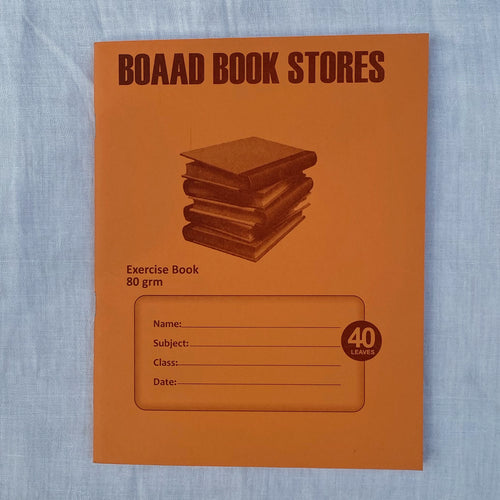 BOAAD BOOK STORES
Exercise Book
80 grm
Name:
Subject:
Class:
Date:
40
LEAVES